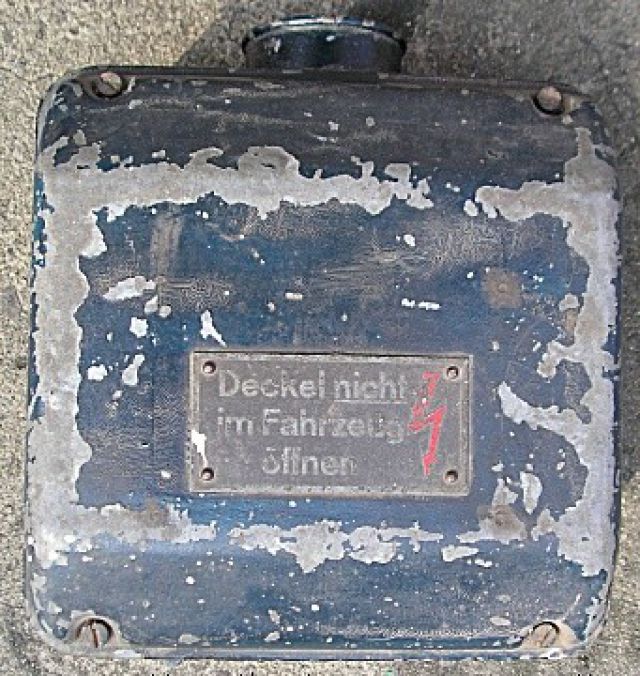 Deckel nicht
im Fahrzeug
öffnen